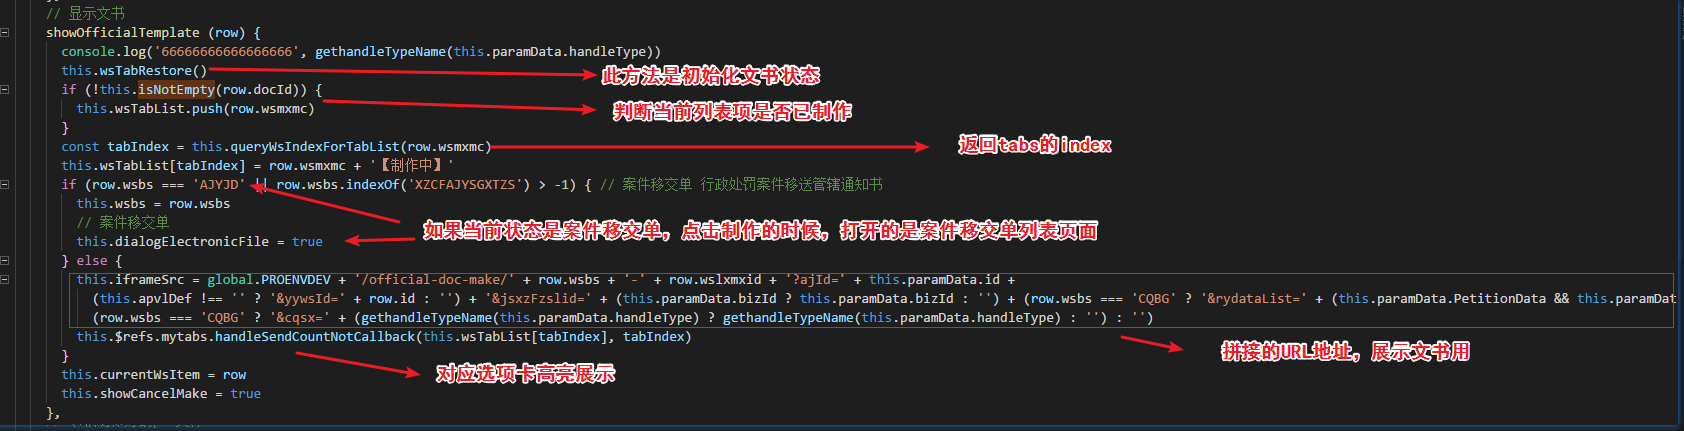 // 显示文书
showOfficialTemplate (row) {
console.log('66666666666666666', gethandleTypeName(this.paramData.handleType))
this.wsTabRestore()
此方法是初始化文书状态
if (!this.isNotEmpty(row.docId)) {
this.wsTabList.push(row.wsmxmc)
判断当前列表项是否已制作
}
const tabIndex = this.queryWsIndexForTabList(row.wsmxmc)
返回tabs的index
this.wsTabList[tabIndex] = row.wsmxmc + '【制作中】'
if (row.wsbs === 'AJYJD' || row.wsbs.indexOf('XZCFAJYSGXTZS') > -1) { // 案件移交单 行政处罚案件移送管辖通知书
this.wsbs = row.wsbs
// 案件移交单
如果当前状态是案件移交单，点击制作的时候，打开的是案件移交单列表页面
this.dialogElectronicFile = true
} else {
this.iframeSrc = global.PROENVDEV + '/official-doc-make/' + row.wsbs + '-' + row.wslxmxid + '?ajId=' + this.paramData.id +
(this.apvlDef !== '' ? '&yywsId=' + row.id : '') + '&jsxzFzslid=' + (this.paramData.bizId ? this.paramData.bizId : '') + (row.wsbs === 'CQBG' ? '&rydataList=' + (this.paramData.PetitionData && this.paramDat
(row.wsbs === 'CQBG' ? '&cqsx=' + (gethandleTypeName(this.paramData.handleType) ? gethandleTypeName(this.paramData.handleType) : '') : '')
this.$refs.mytabs.handleSendCountNotCallback(this.wsTabList[tabIndex], tabIndex)
拼接的URL地址，展示文书用
}
对应选项卡高亮展示
this.currentWsItem = row
this.showCancelMake = true
},